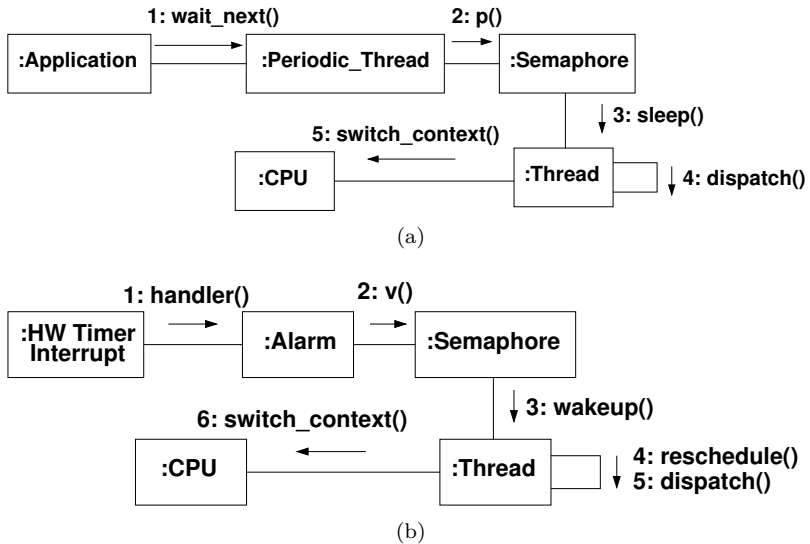 1: wait_next()
2: p()
:Application
:Periodic_Thread
:Semaphore
3: sleep()
5: switch_context()
:CPU
:Thread
4: dispatch()
(a)
1: handler()
2: v()
:HW Timer
Interrupt
:Alarm
:Semaphore
3: wakeup()
6: switch_context()
:CPU
:Thread
4: reschedule()
5: dispatch()
(b)